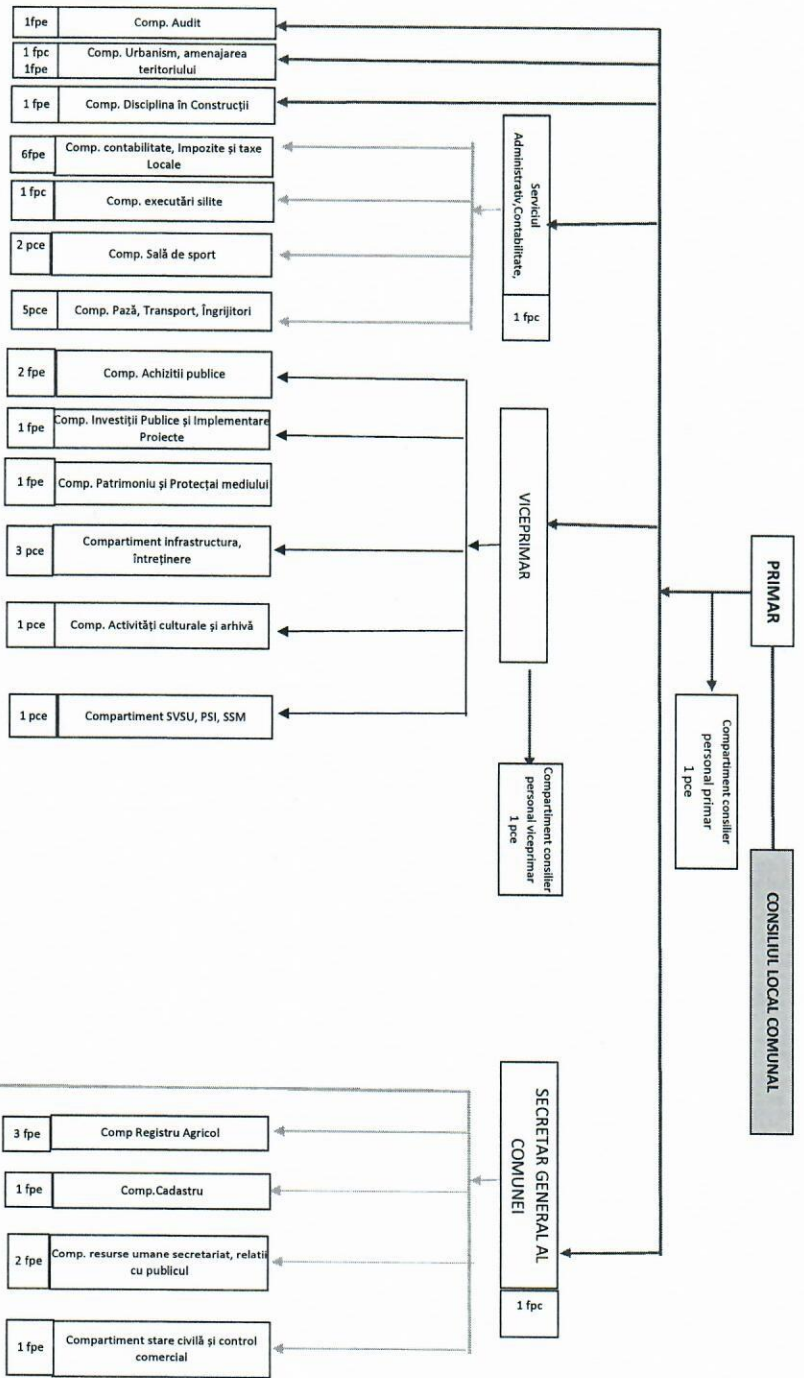 1fpe
Comp. Audit
1 fpc
1fpe
Comp. Urbanism, amenajarea
teritoriului
1 fpe
Comp. Disciplina în Construcții
6fpe
Comp. contabilitate, Impozite și taxe
Locale
1 fpc
Comp. executări silite
2 pce
Comp. Sală de sport
5pce
Comp. Pază, Transport, Îngrijitori
2 fpe
Comp. Achizitii publice
1 fpe
Comp. Investiții Publice și Implementare
Proiecte
1 fpe
Comp. Patrimoniu și Protecțai mediului
3 pce
Compartiment infrastructura,
întreținere
1 pce
Comp. Activități culturale și arhivă
1 pce
Compartiment SVSU, PSI, SSM
3 fpe
Comp Registru Agricol
1 fpe
Comp.Cadastru
2 fpe
Comp. resurse umane secretariat, relatii
cu publicul
1 fpe
Compartiment stare civilă și control
comercial
Serviciul
Administrativ,Contabilitate,
1 fpc
VICEPRIMAR
Compartiment consilier
personal viceprimar
1 pce
SECRETAR GENERAL AL
COMUNEI
1 fpc
PRIMAR
Compartiment consilier
personal primar
1 pce
CONSILIUL LOCAL COMUNAL